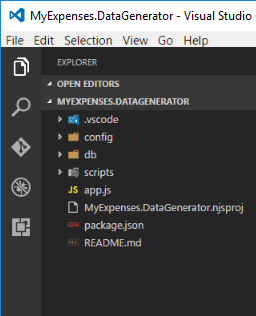 MyExpenses.DataGenerator - Visual Studio
File Edit Selection View Go Help
EXPLORER
OPEN EDITORS
MYEXPENSES.DATAGENERATOR
.vscode
config
db
scripts
JS app.js
MyExpenses.DataGenerator.njsproj
package.json
README.md